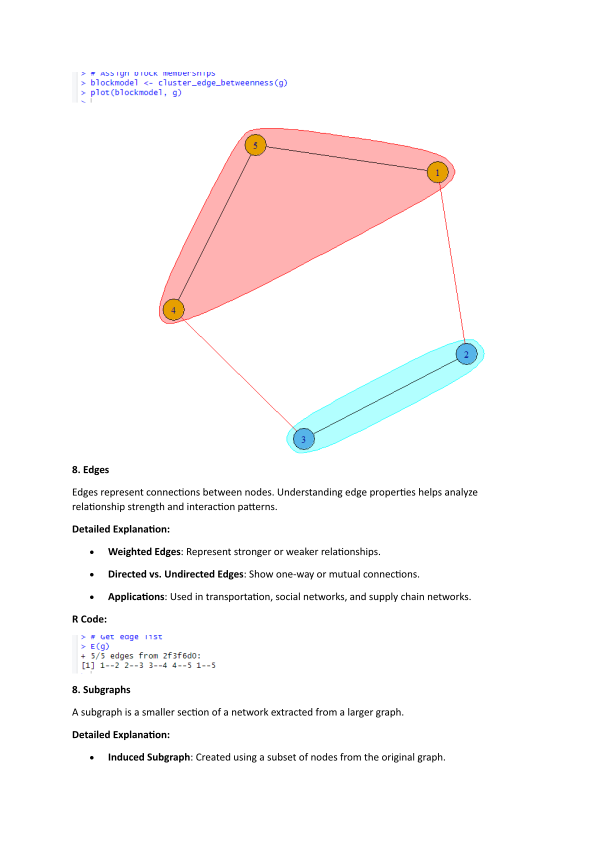 > # Assign block memberships
> blockmodel <- cluster_edge_betweenness(g)
> plot(blockmodel, g)
>
5
1
4
2
3
8. Edges
Edges represent connections between nodes. Understanding edge properties helps analyze
relationship strength and interaction patterns.
Detailed Explanation:
• Weighted Edges: Represent stronger or weaker relationships.
• Directed vs. Undirected Edges: Show one-way or mutual connections.
• Applications: Used in transportation, social networks, and supply chain networks.
R Code:
> # Get edge list
> E(g)
+ 5/5 edges from 2f3f6d0:
[1] 1--2 2--3 3--4 4--5 1--5
8. Subgraphs
A subgraph is a smaller section of a network extracted from a larger graph.
Detailed Explanation:
• Induced Subgraph: Created using a subset of nodes from the original graph.